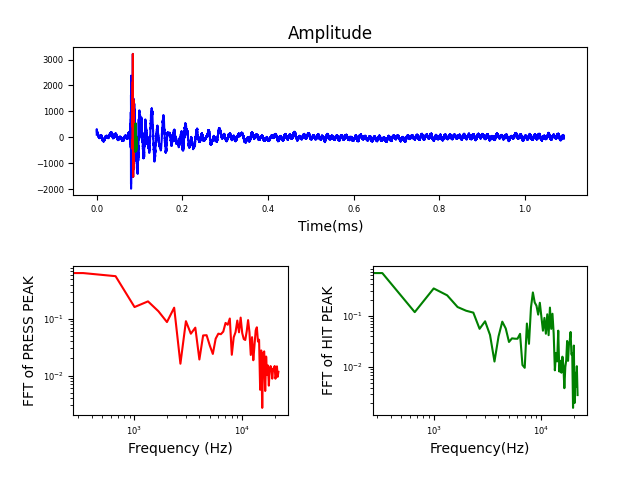 Amplitude
3000
2000
1000
0
−1000
−2000
0.0 0.2 0.4 0.6 0.8 1.0
Time(ms)
FFT of PRESS PEAK
10⁻¹
10⁻²
10³ 10⁴
Frequency (Hz)
FFT of HIT PEAK
10⁻¹
10⁻²
10³ 10⁴
Frequency(Hz)